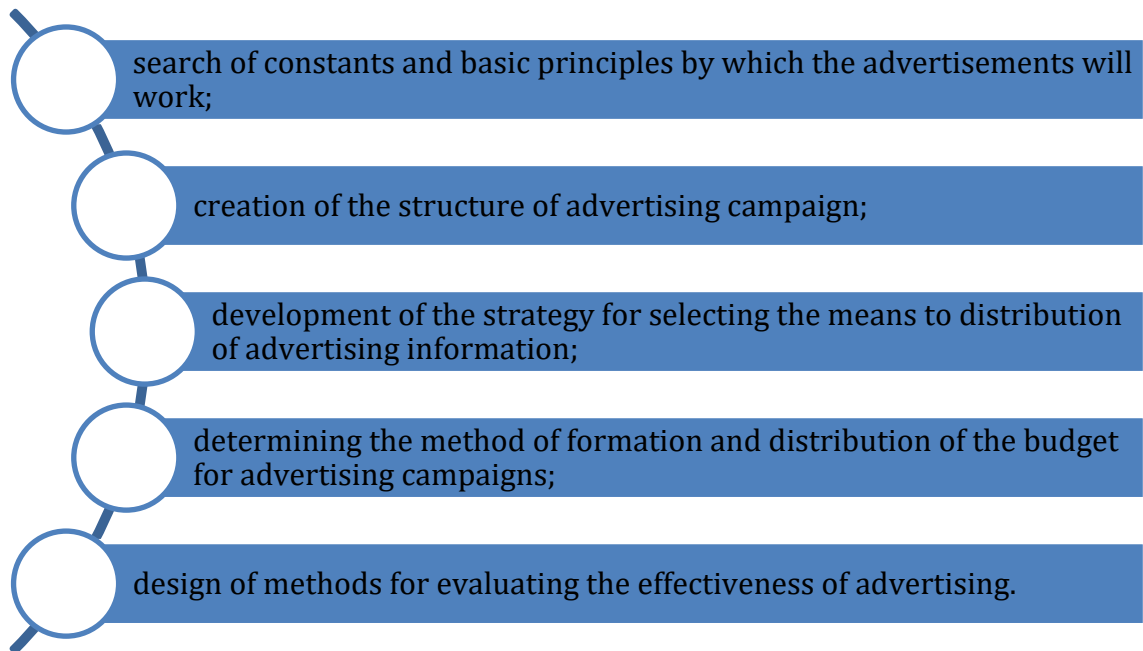 search of constants and basic principles by which the advertisements will
work;
creation of the structure of advertising campaign;
development of the strategy for selecting the means to distribution
of advertising information;
determining the method of formation and distribution of the budget
for advertising campaigns;
design of methods for evaluating the effectiveness of advertising.